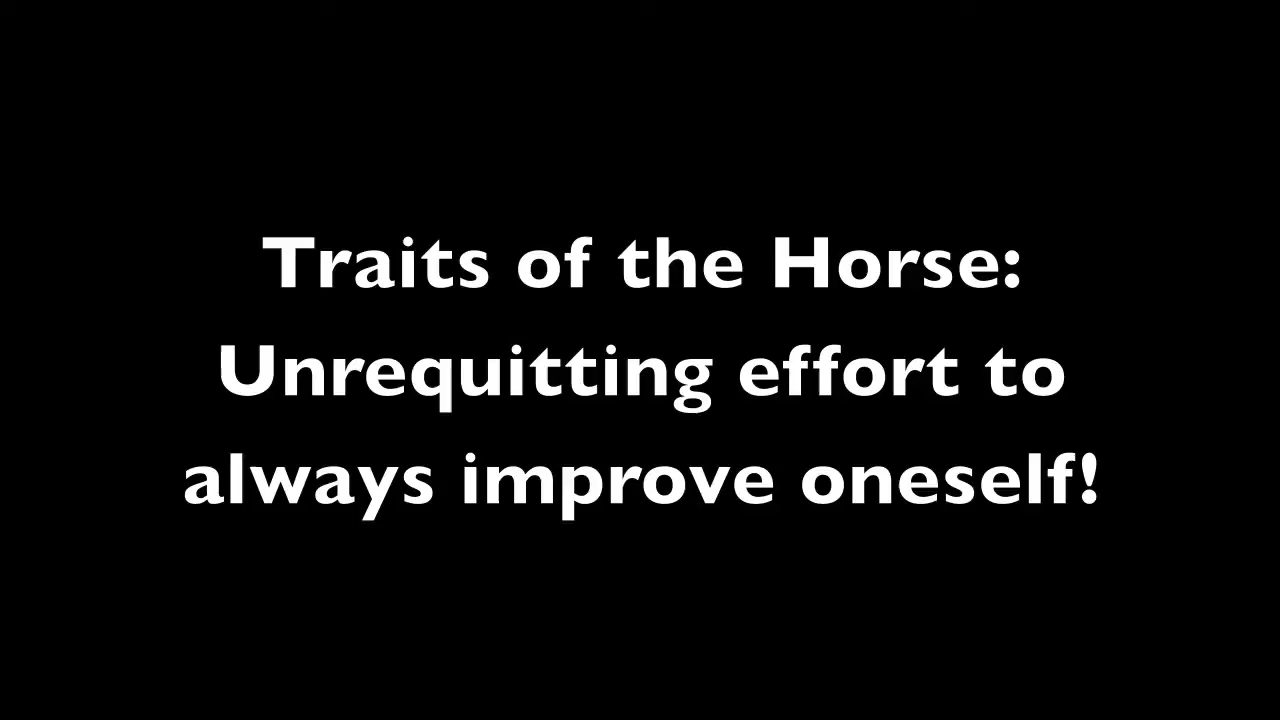 Traits of the Horse:
Unrequitting effort to
always improve oneself!